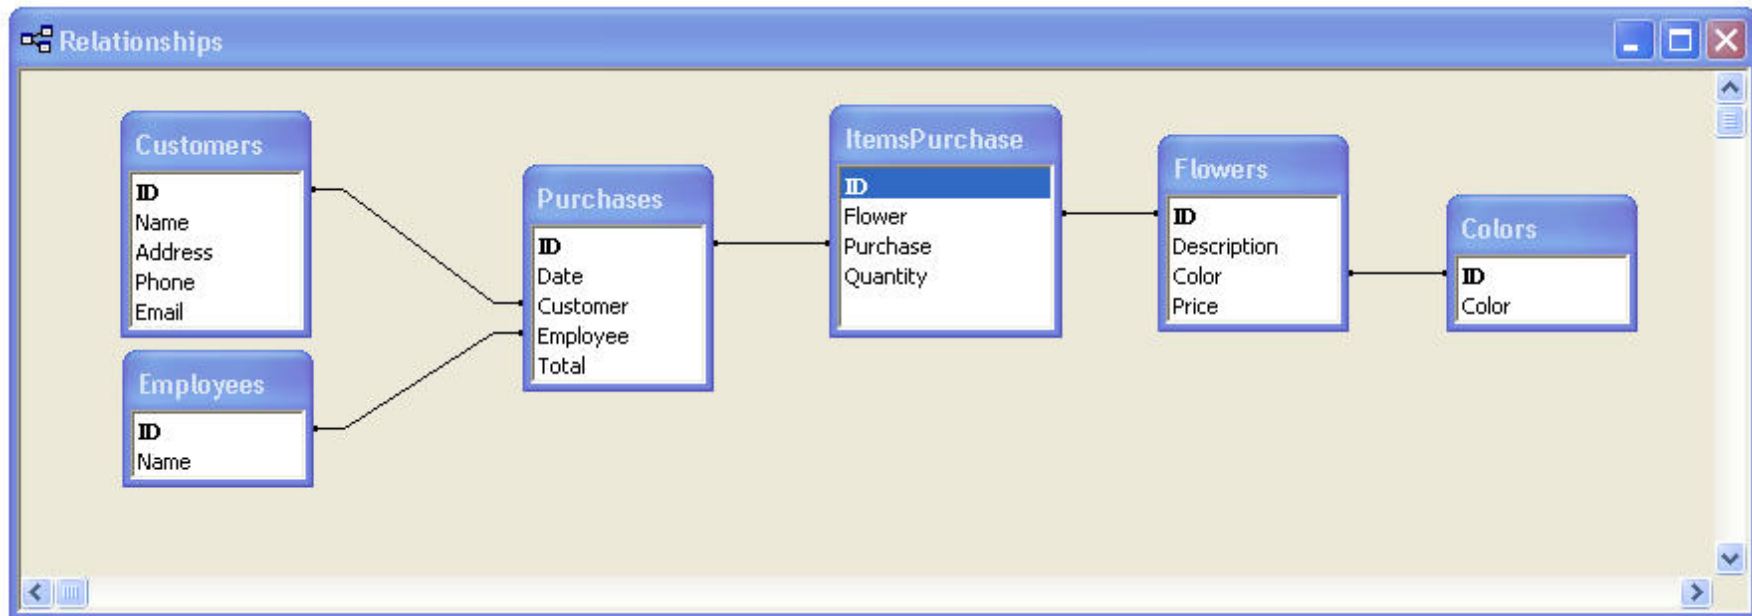 Relationships
Customers
ID
Name
Address
Phone
Email
Employees
ID
Name
Purchases
ID
Date
Customer
Employee
Total
ItemsPurchase
ID
Flower
Purchase
Quantity
Flowers
ID
Description
Color
Price
Colors
ID
Color